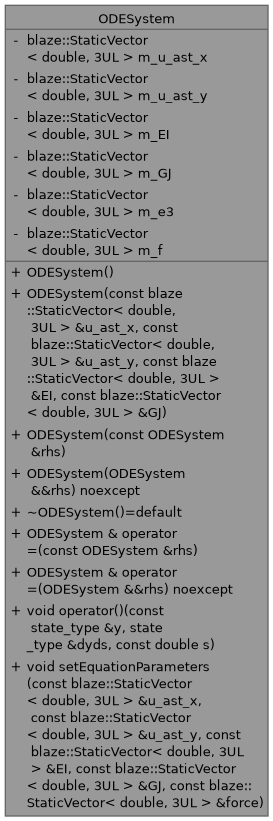 ODESystem
- blaze::StaticVector
< double, 3UL > m_u_ast_x
- blaze::StaticVector
< double, 3UL > m_u_ast_y
- blaze::StaticVector
< double, 3UL > m_EI
- blaze::StaticVector
< double, 3UL > m_GJ
- blaze::StaticVector
< double, 3UL > m_e3
- blaze::StaticVector
< double, 3UL > m_f
+ ODESystem()
+ ODESystem(const blaze
::StaticVector< double,
3UL > &u_ast_x, const
blaze::StaticVector< double,
3UL > &u_ast_y, const blaze
::StaticVector< double, 3UL >
&EI, const blaze::StaticVector
< double, 3UL > &GJ)
+ ODESystem(const ODESystem
&rhs)
+ ODESystem(ODESystem
&&rhs) noexcept
+ ~ODESystem()=default
+ ODESystem & operator
=(const ODESystem &rhs)
+ ODESystem & operator
=(ODESystem &&rhs) noexcept
+ void operator()(const
state_type &y, state
_type &dyds, const double s)
+ void setEquationParameters
(const blaze::StaticVector
< double, 3UL > &u_ast_x,
const blaze::StaticVector
< double, 3UL > &u_ast_y, const
blaze::StaticVector< double, 3UL
> &EI, const blaze::StaticVector
< double, 3UL > &GJ, const blaze::
StaticVector< double, 3UL > &force)